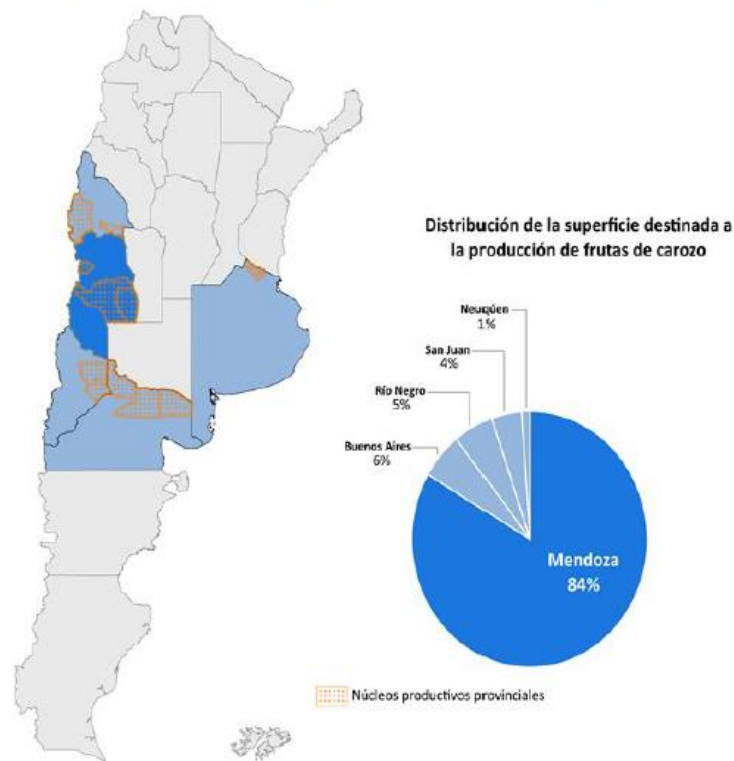 Distribución de la superficie destinada a
la producción de frutas de carozo
Neuquén
1%
San Juan
4%
Río Negro
5%
Buenos Aires
6%
Mendoza
84%
Núcleos productivos provinciales